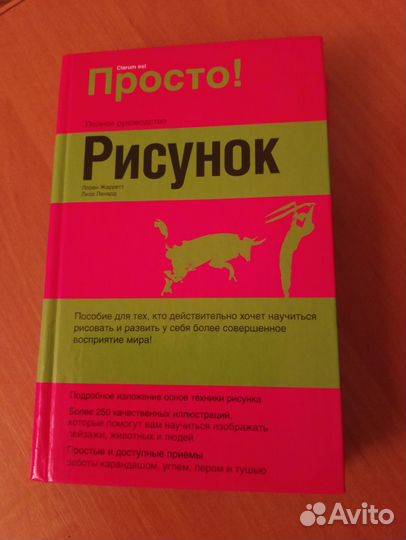 Clarum est
Просто!
Полное руководство
Рисунок
Лорен Жарретт
Лиза Ленард
Пособие для тех, кто действительно хочет научиться
рисовать и развить у себя более совершенное
восприятие мира!
Подробное изложение основ техники рисунка
Более 250 качественных иллюстраций,
которые помогут вам научиться изображать
пейзажи, животных и людей
Простые и доступные приемы
работы карандашом, углем, пером и тушью
Avito